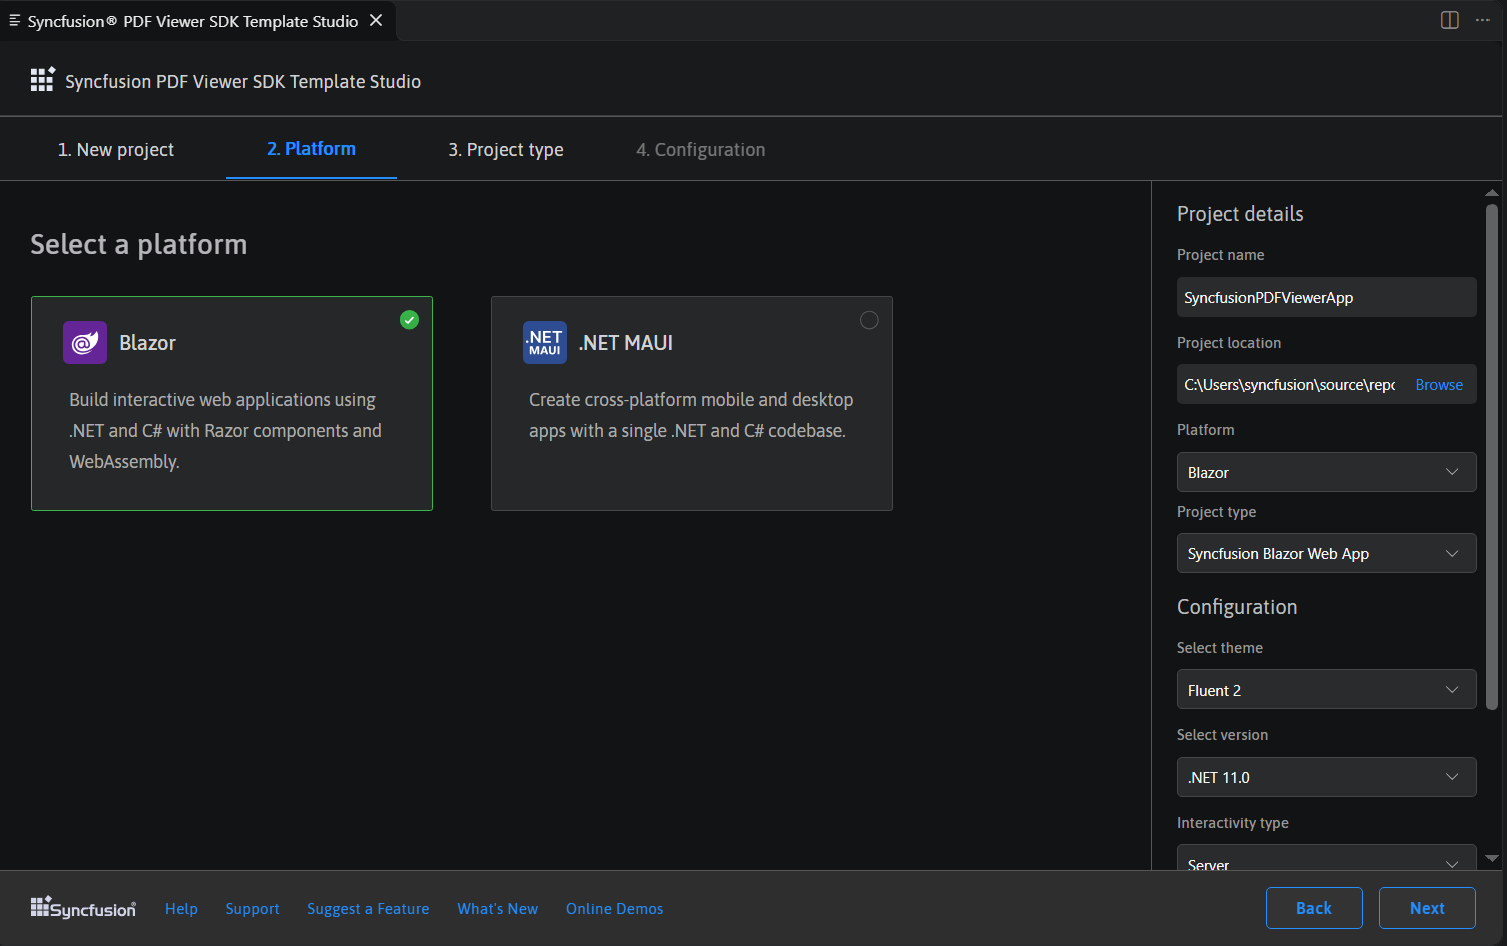 Syncfusion® PDF Viewer SDK Template Studio
Syncfusion PDF Viewer SDK Template Studio
1. New project
2. Platform
3. Project type
4. Configuration
Select a platform
Blazor
Build interactive web applications using
.NET and C# with Razor components and
WebAssembly.
.NET
MAUI
.NET MAUI
Create cross-platform mobile and desktop
apps with a single .NET and C# codebase.
Project details
Project name
SyncfusionPDFViewerApp
Project location
C:\Users\syncfusion\source\repo
Browse
Platform
Blazor
Project type
Syncfusion Blazor Web App
Configuration
Select theme
Fluent 2
Select version
.NET 11.0
Interactivity type
Server
Syncfusion®
Help
Support
Suggest a Feature
What's New
Online Demos
Back
Next